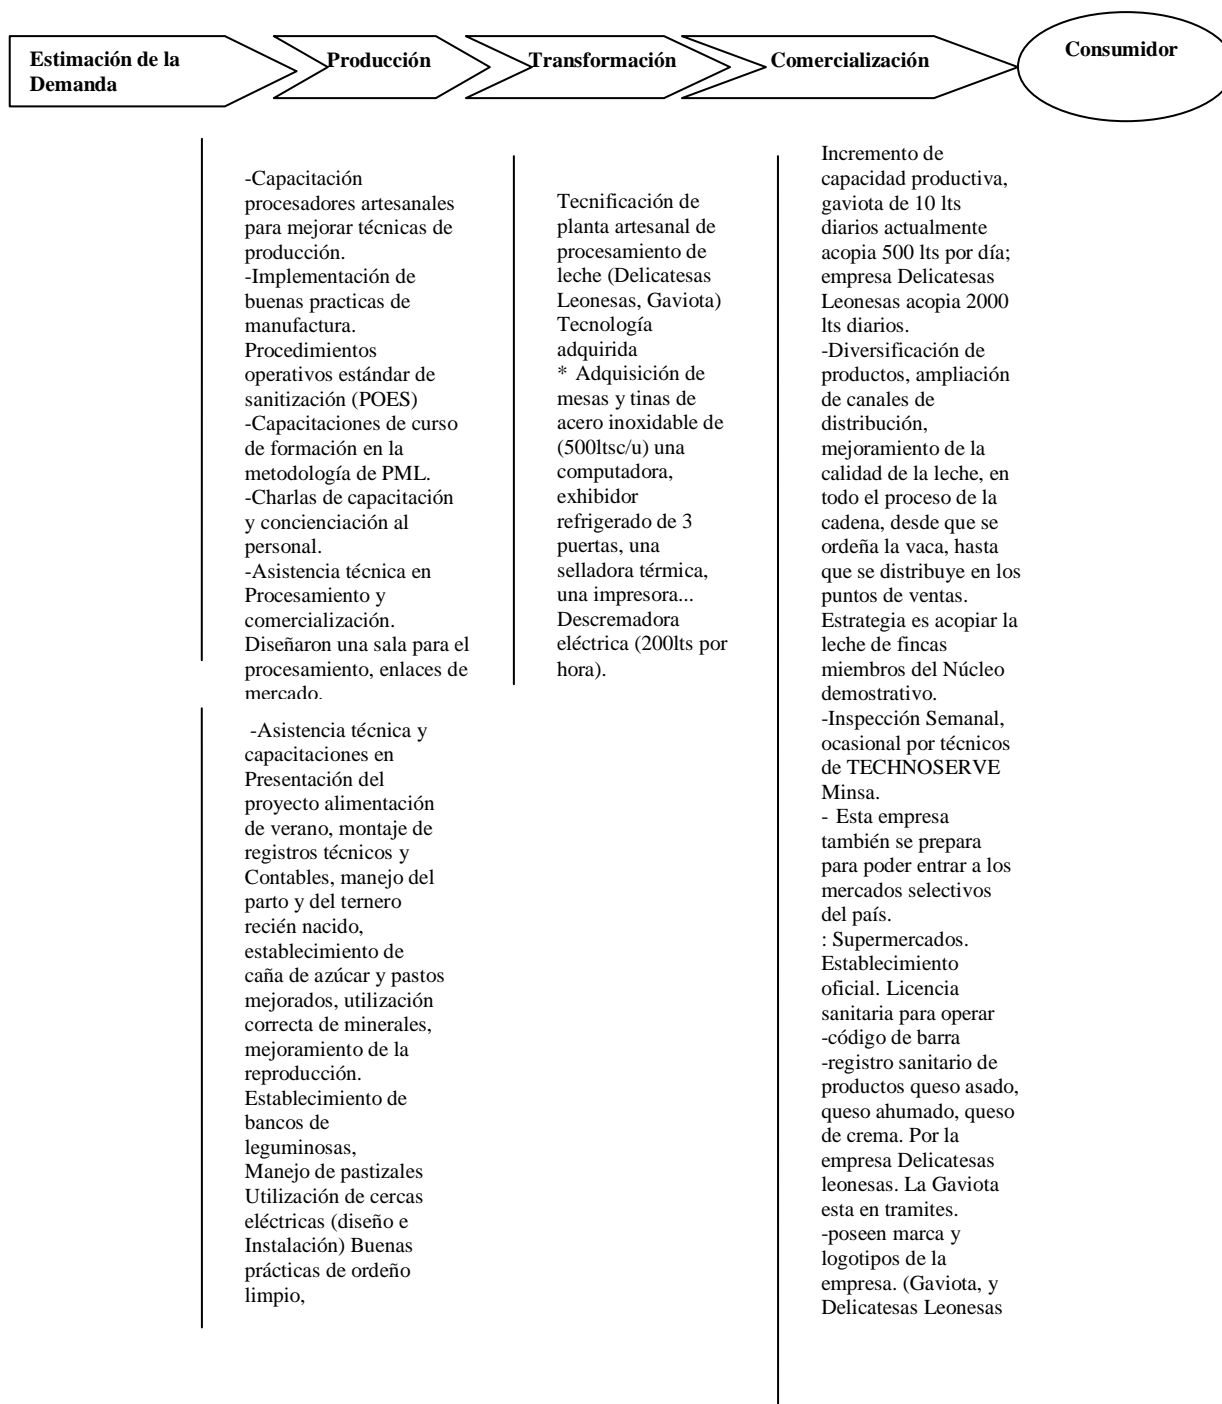 Estimación de la
Demanda
Producción
Transformación
Comercialización
Consumidor
-Capacitación
procesadores artesanales
para mejorar técnicas de
producción.
-Implementación de
buenas practicas de
manufactura.
Procedimientos
operativos estándar de
sanitización (POES)
-Capacitaciones de curso
de formación en la
metodología de PML.
-Charlas de capacitación
y concienciación al
personal.
-Asistencia técnica en
Procesamiento y
comercialización.
Diseñaron una sala para el
procesamiento, enlaces de
mercado.
-Asistencia técnica y
capacitaciones en
Presentación del
proyecto alimentación
de verano, montaje de
registros técnicos y
Contables, manejo del
parto y del ternero
recién nacido,
establecimiento de
caña de azúcar y pastos
mejorados, utilización
correcta de minerales,
mejoramiento de la
reproducción.
Establecimiento de
bancos de
leguminosas,
Manejo de pastizales
Utilización de cercas
eléctricas (diseño e
Instalación) Buenas
prácticas de ordeño
limpio,
Tecnificación de
planta artesanal de
procesamiento de
leche (Delicatesas
Leonesas, Gaviota)
Tecnología
adquirida
* Adquisición de
mesas y tinas de
acero inoxidable de
(500ltsc/u) una
computadora,
exhibidor
refrigerado de 3
puertas, una
selladora térmica,
una impresora...
Descremadora
eléctrica (200lts por
hora).
Incremento de
capacidad productiva,
gaviota de 10 lts
diarios actualmente
acopia 500 lts por día;
empresa Delicatesas
Leonesas acopia 2000
lts diarios.
-Diversificación de
productos, ampliación
de canales de
distribución,
mejoramiento de la
calidad de la leche, en
todo el proceso de la
cadena, desde que se
ordeña la vaca, hasta
que se distribuye en los
puntos de ventas.
Estrategia es acopiar la
leche de fincas
miembros del Núcleo
demostrativo.
-Inspección Semanal,
ocasional por técnicos
de TECHNOSERVE
Minsa.
- Esta empresa
también se prepara
para poder entrar a los
mercados selectivos
del país.
: Supermercados.
Establecimiento
oficial. Licencia
sanitaria para operar
-código de barra
-registro sanitario de
productos queso asado,
queso ahumado, queso
de crema. Por la
empresa Delicatesas
leonesas. La Gaviota
esta en tramites.
-poseen marca y
logotipos de la
empresa. (Gaviota, y
Delicatesas Leonesas